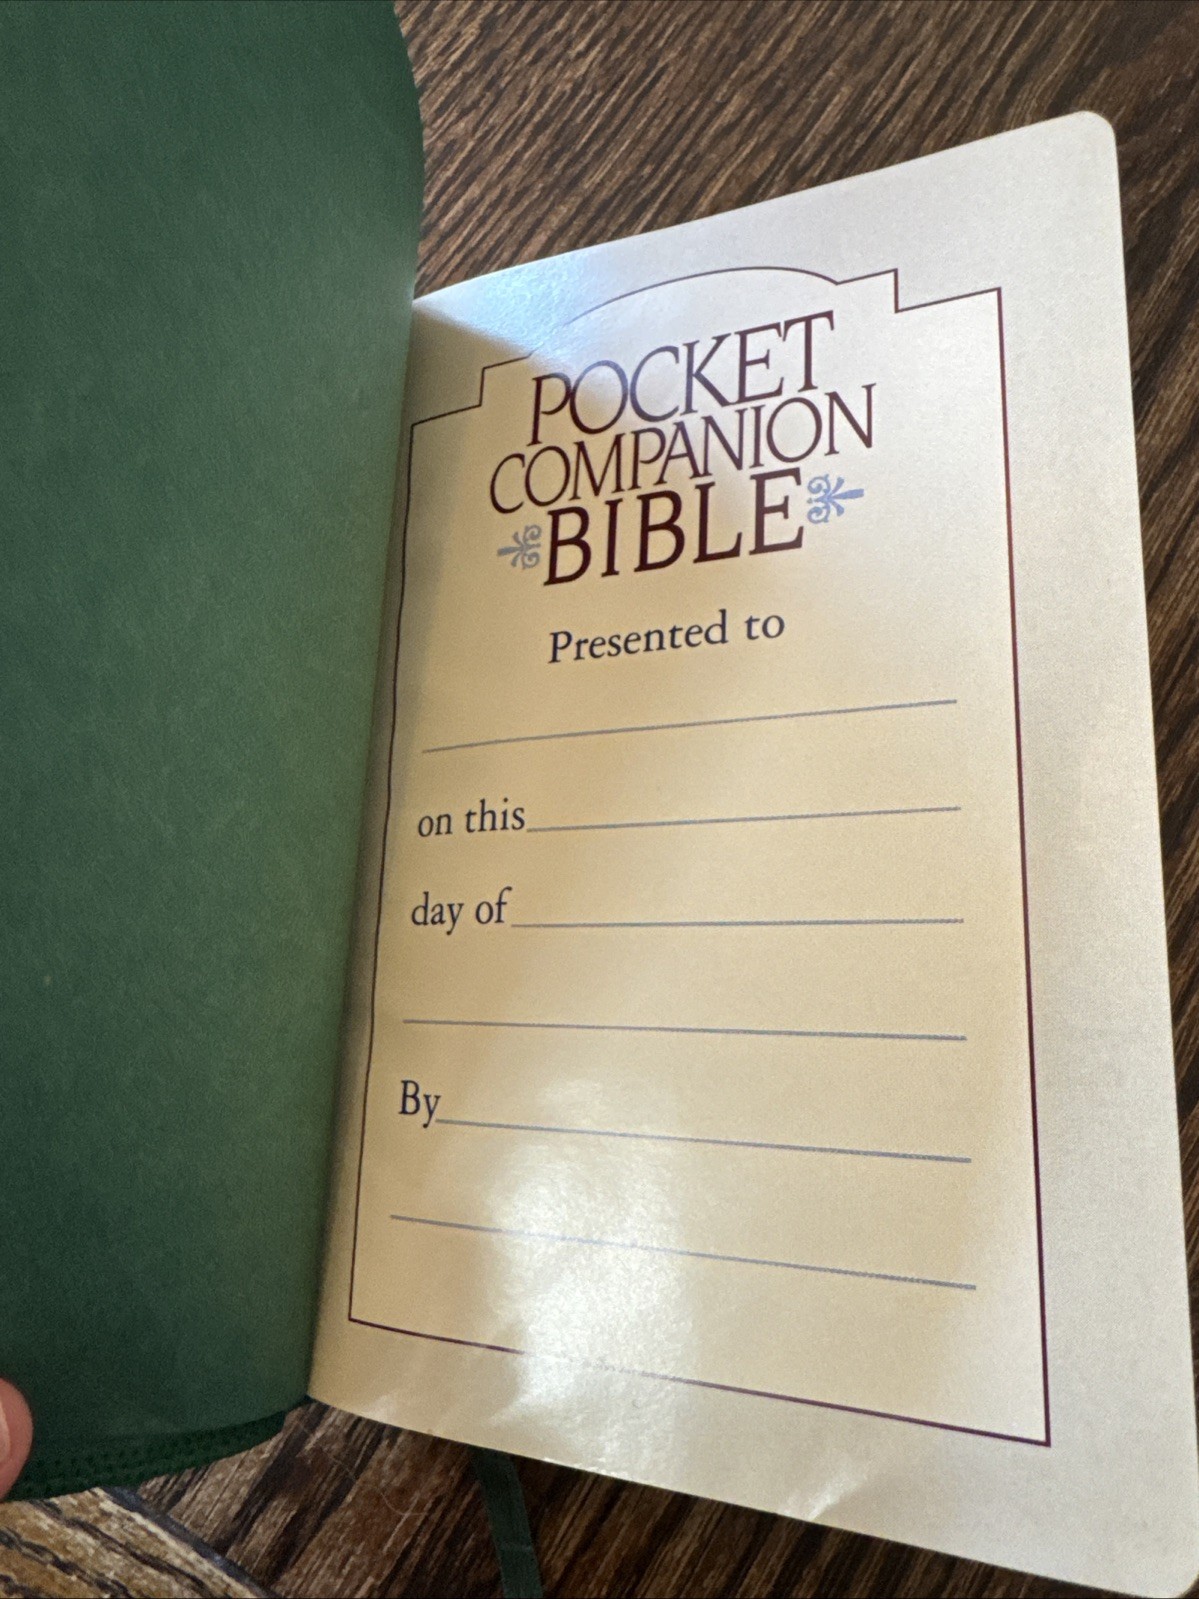 POCKET
COMPANION
BIBLE
Presented to
on this
day of
By